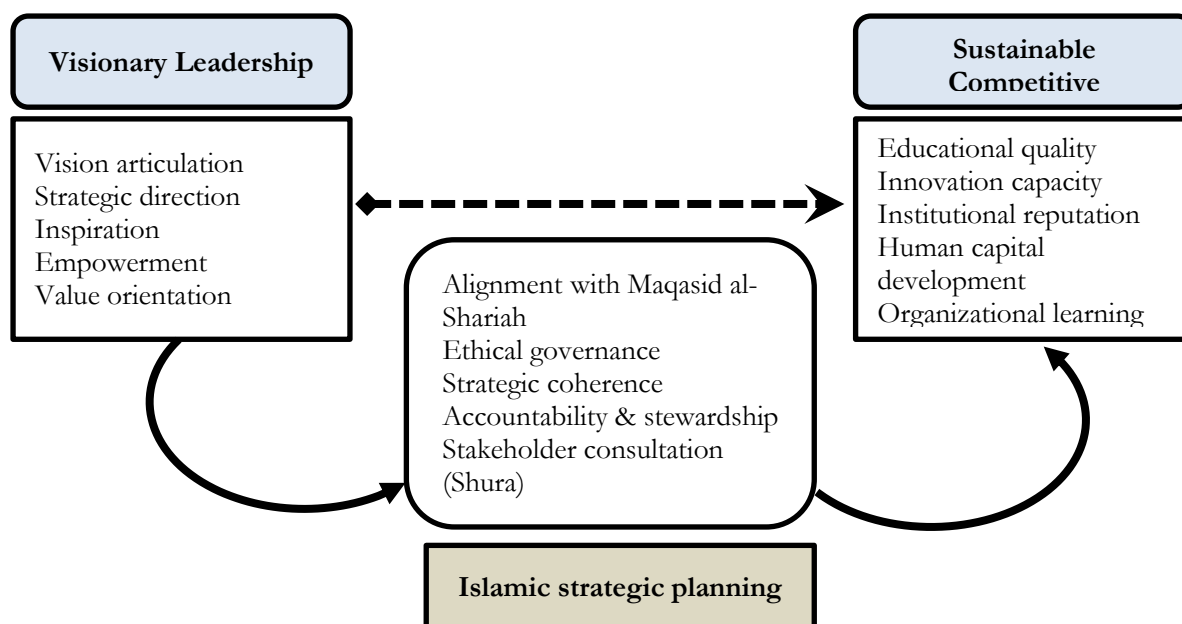 Visionary Leadership
Vision articulation
Strategic direction
Inspiration
Empowerment
Value orientation
Sustainable
Competitive
Educational quality
Innovation capacity
Institutional reputation
Human capital
development
Organizational learning
Alignment with Maqasid al-
Shariah
Ethical governance
Strategic coherence
Accountability & stewardship
Stakeholder consultation
(Shura)
Islamic strategic planning